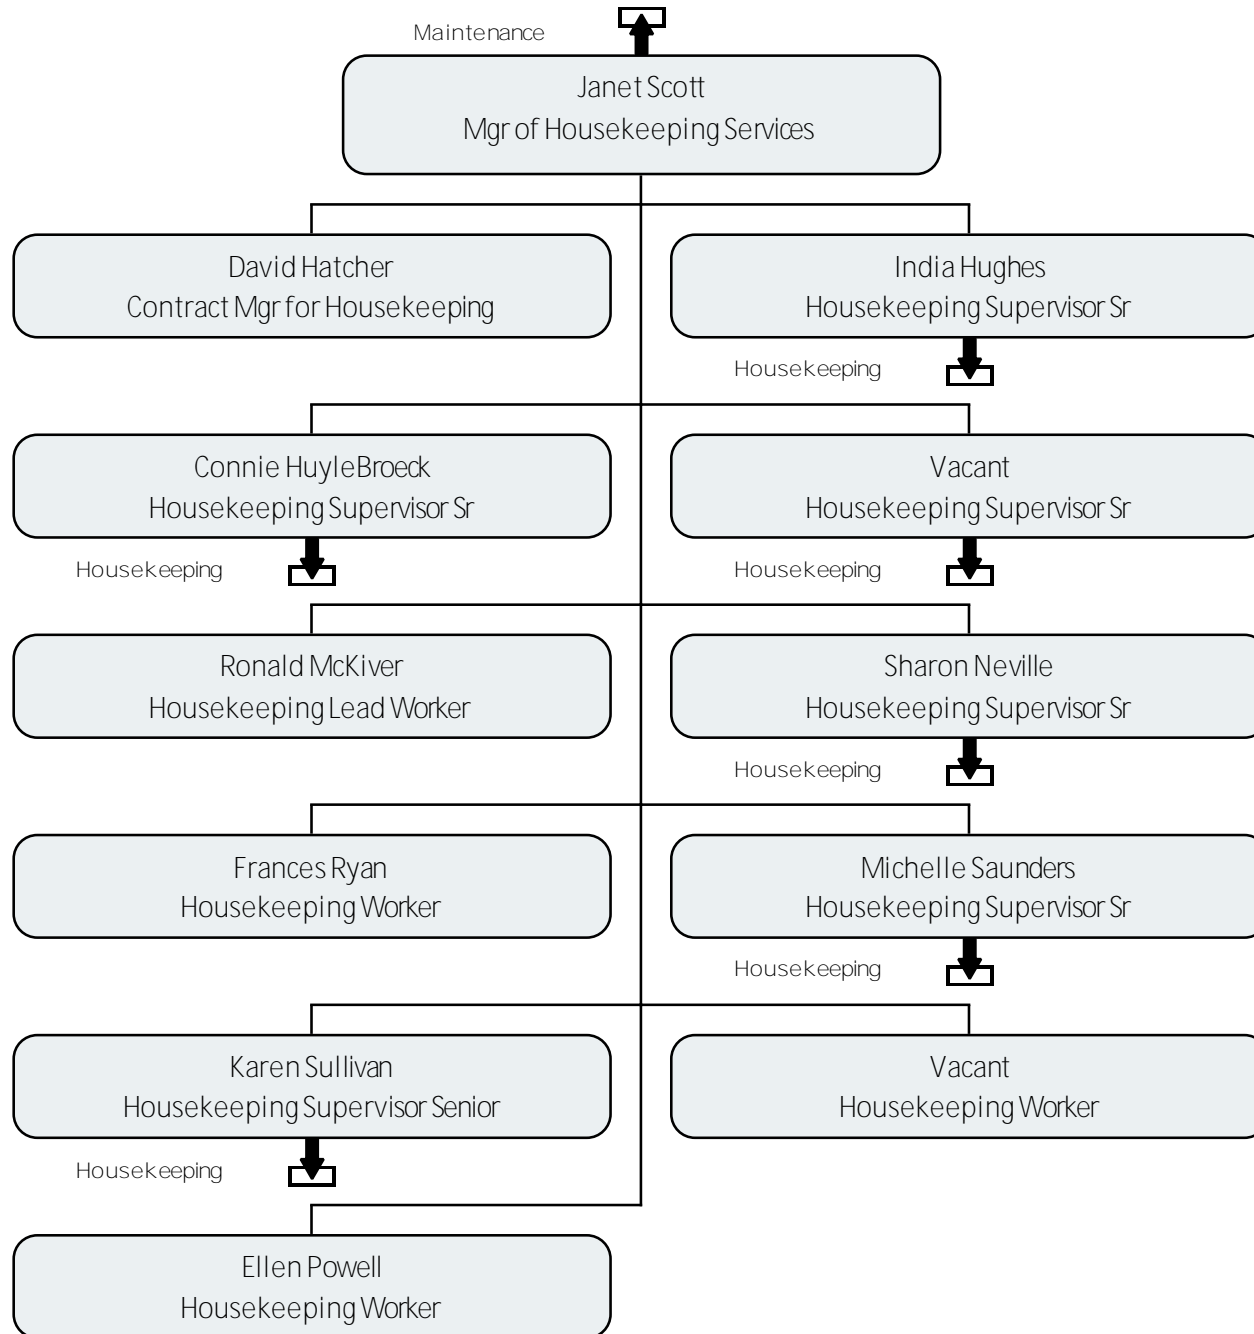 Maintenance
Janet Scott
Mgr of Housekeeping Services
David Hatcher
Contract Mgr for Housekeeping
India Hughes
Housekeeping Supervisor Sr
Housekeeping
Connie HuyleBroeck
Housekeeping Supervisor Sr
Housekeeping
Vacant
Housekeeping Supervisor Sr
Housekeeping
Ronald McKiver
Housekeeping Lead Worker
Sharon Neville
Housekeeping Supervisor Sr
Housekeeping
Frances Ryan
Housekeeping Worker
Michelle Saunders
Housekeeping Supervisor Sr
Housekeeping
Karen Sullivan
Housekeeping Supervisor Senior
Housekeeping
Vacant
Housekeeping Worker
Ellen Powell
Housekeeping Worker